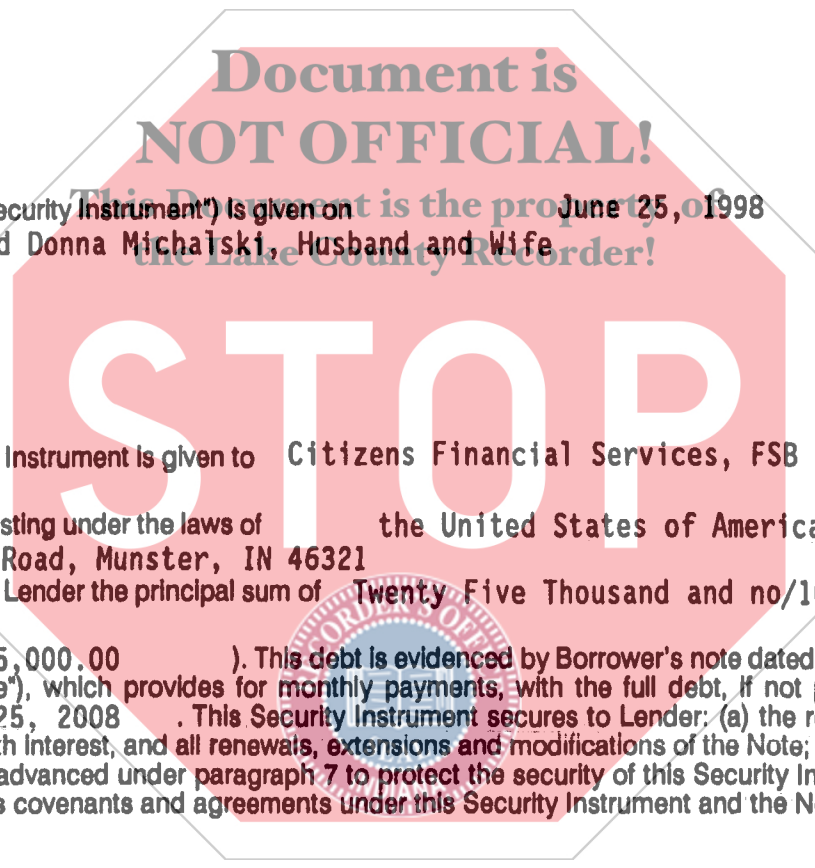 Document is
NOT OFFICIAL!
This Document is the property of
the Lake County Recorder!
ecurity Instrument") is given on June 25, 1998
d Donna Michalski, Husband and Wife
STOP
Instrument is given to Citizens Financial Services, FSB
sting under the laws of the United States of America
Road, Munster, IN 46321
Lender the principal sum of Twenty Five Thousand and no/1
RECORDER'S OFFICE
5,000.00 ). This debt is evidenced by Borrower's note dated
e"), which provides for monthly payments, with the full debt, if not
25, 2008 . This Security Instrument secures to Lender: (a) the r
th interest, and all renewals, extensions and modifications of the Note;
advanced under paragraph 7 to protect the security of this Security In
s covenants and agreements under this Security Instrument and the N
INDIANA